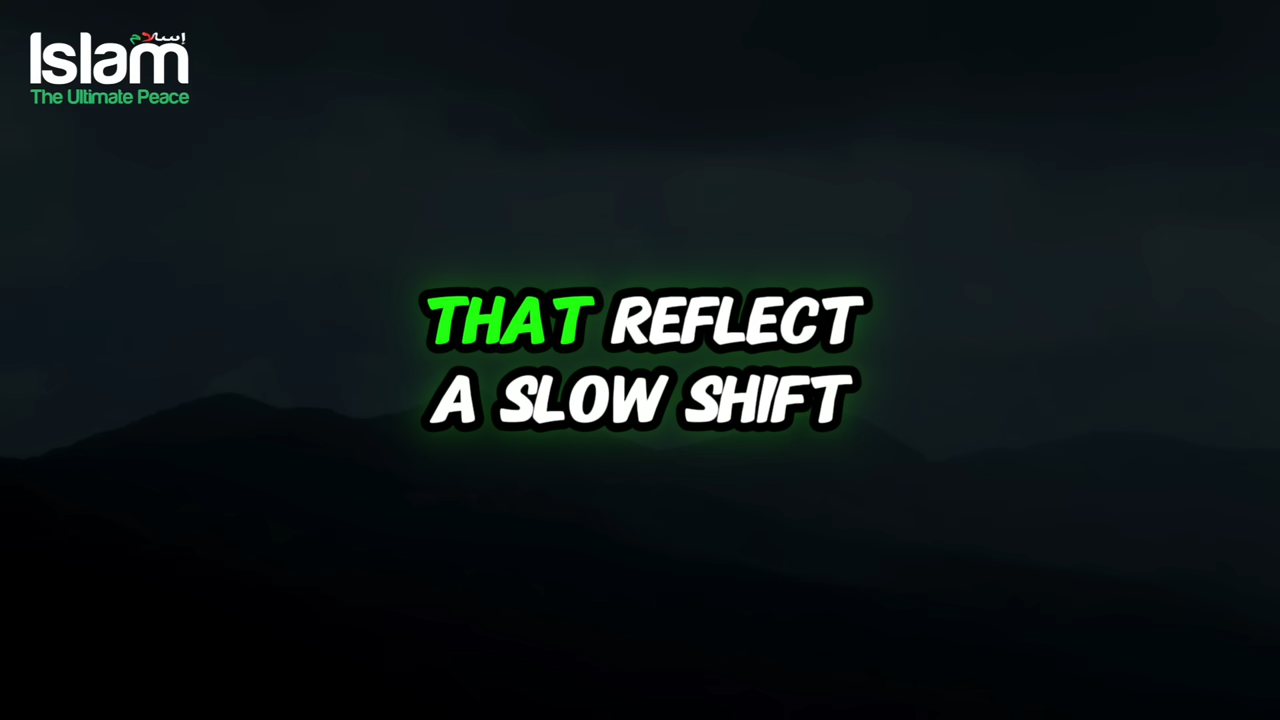 إسلام
Islam
The Ultimate Peace
THAT REFLECT
A SLOW SHIFT